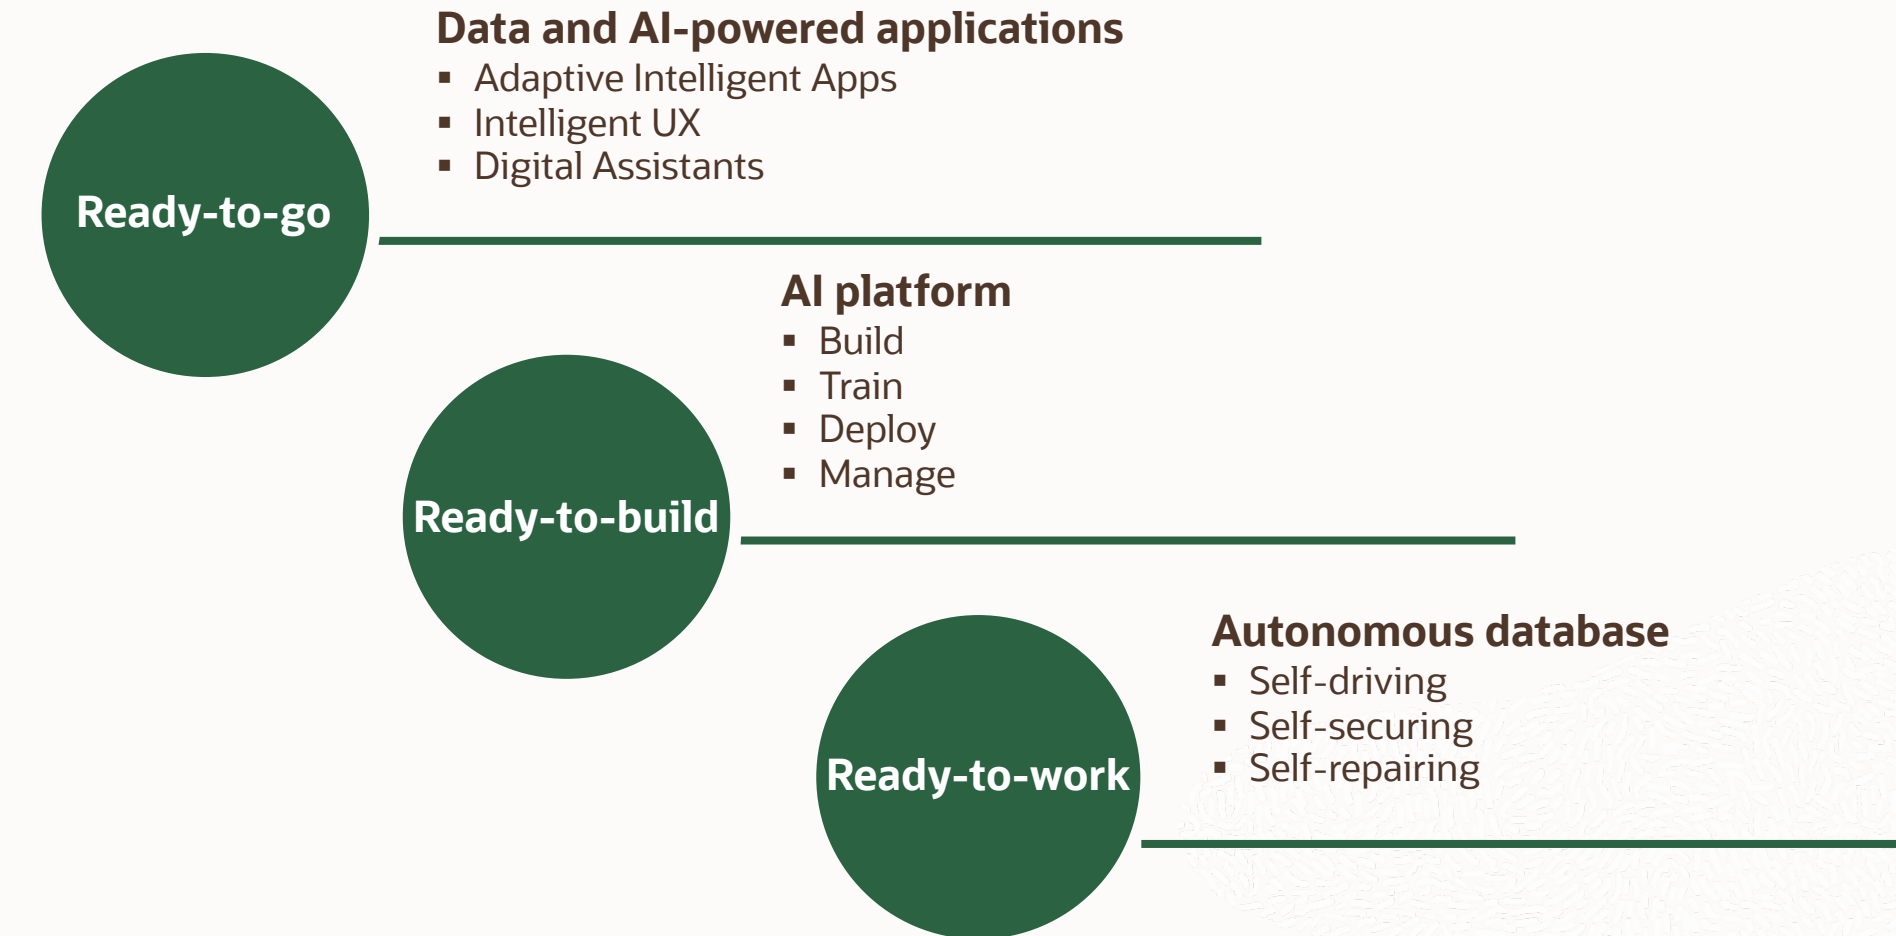 Data and AI-powered applications
▪ Adaptive Intelligent Apps
▪ Intelligent UX
▪ Digital Assistants
Ready-to-go
AI platform
▪ Build
▪ Train
▪ Deploy
▪ Manage
Ready-to-build
Autonomous database
▪ Self-driving
▪ Self-securing
▪ Self-repairing
Ready-to-work